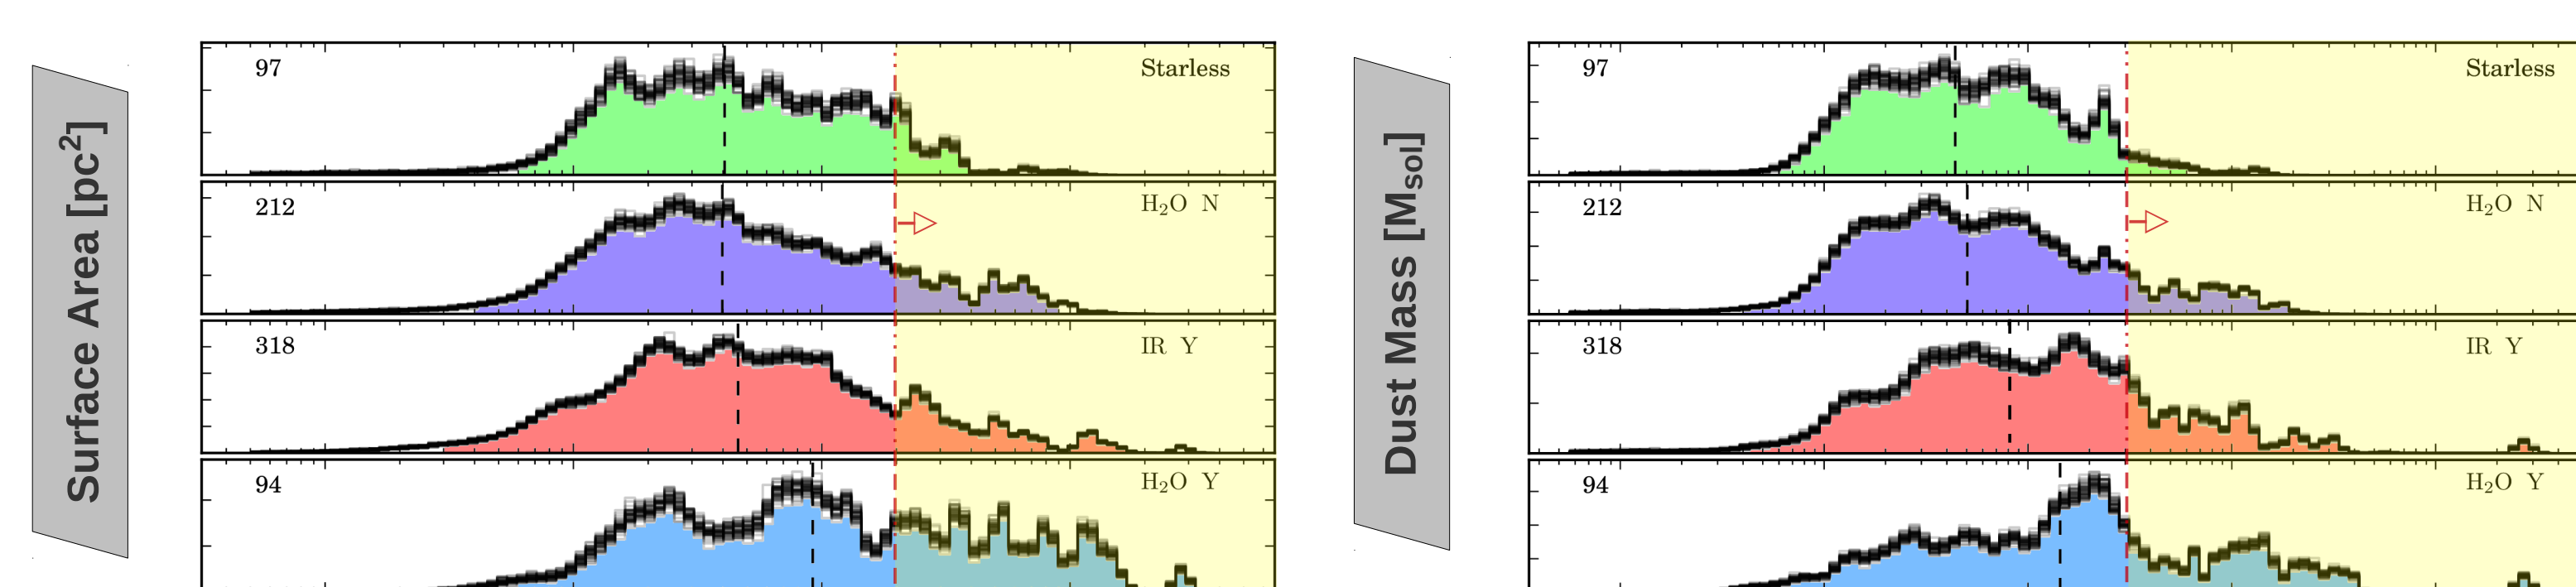 Surface Area [pc²]
97
Starless
212
H₂O N
318
IR Y
94
H₂O Y
Dust Mass [Mₛₒₗ]
97
Starless
212
H₂O N
318
IR Y
94
H₂O Y